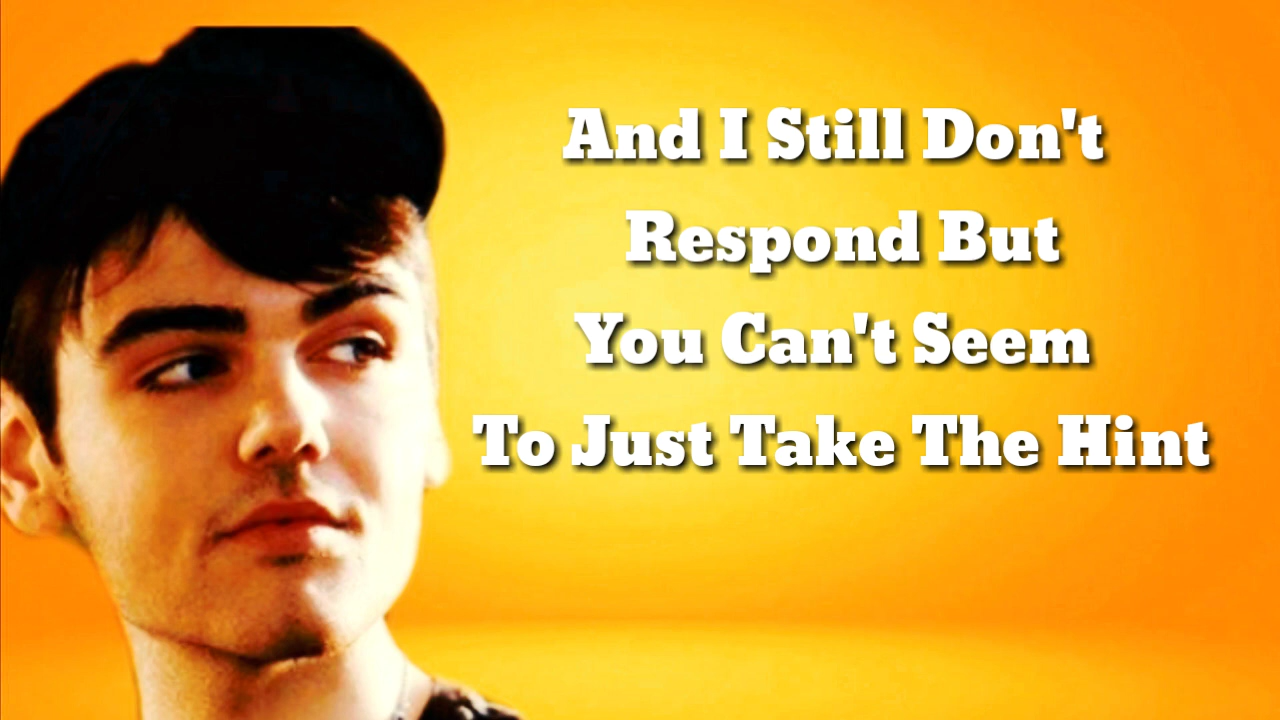 And I Still Don't
Respond But
You Can't Seem
To Just Take The Hint